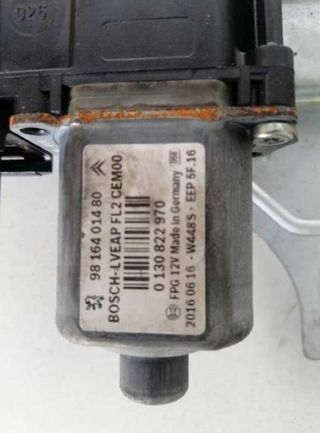 925
98 164 014 80
BOSCH-LVEAP FL2 CEM00
0 130 822 970
FPG 12V Made in Germany
2016 06 16 - W448S - EEP 5F.16